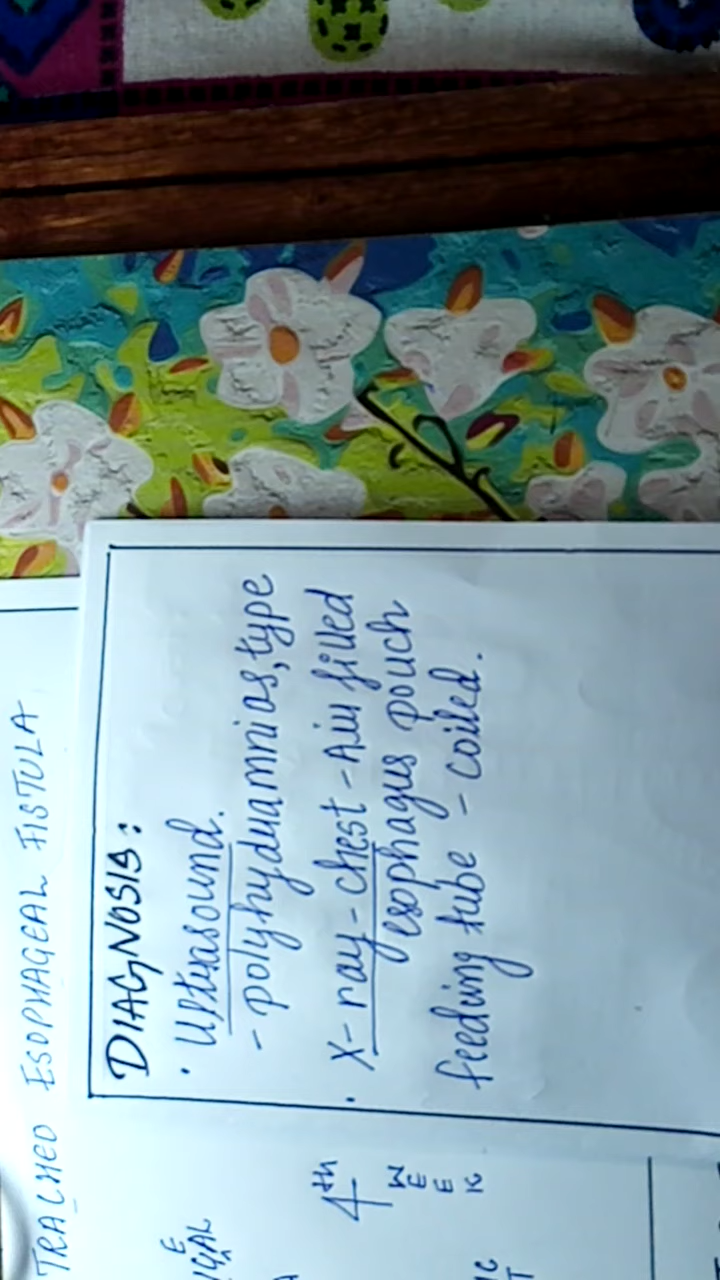 TRACHEO ESOPHAGEAL FISTULA
DIAGNOSIS:
• Ultrasound.
- polyhydramnios, type
• X-ray-chest - Air filled
esophagus pouch
feeding tube - coiled.
4th
WEEK